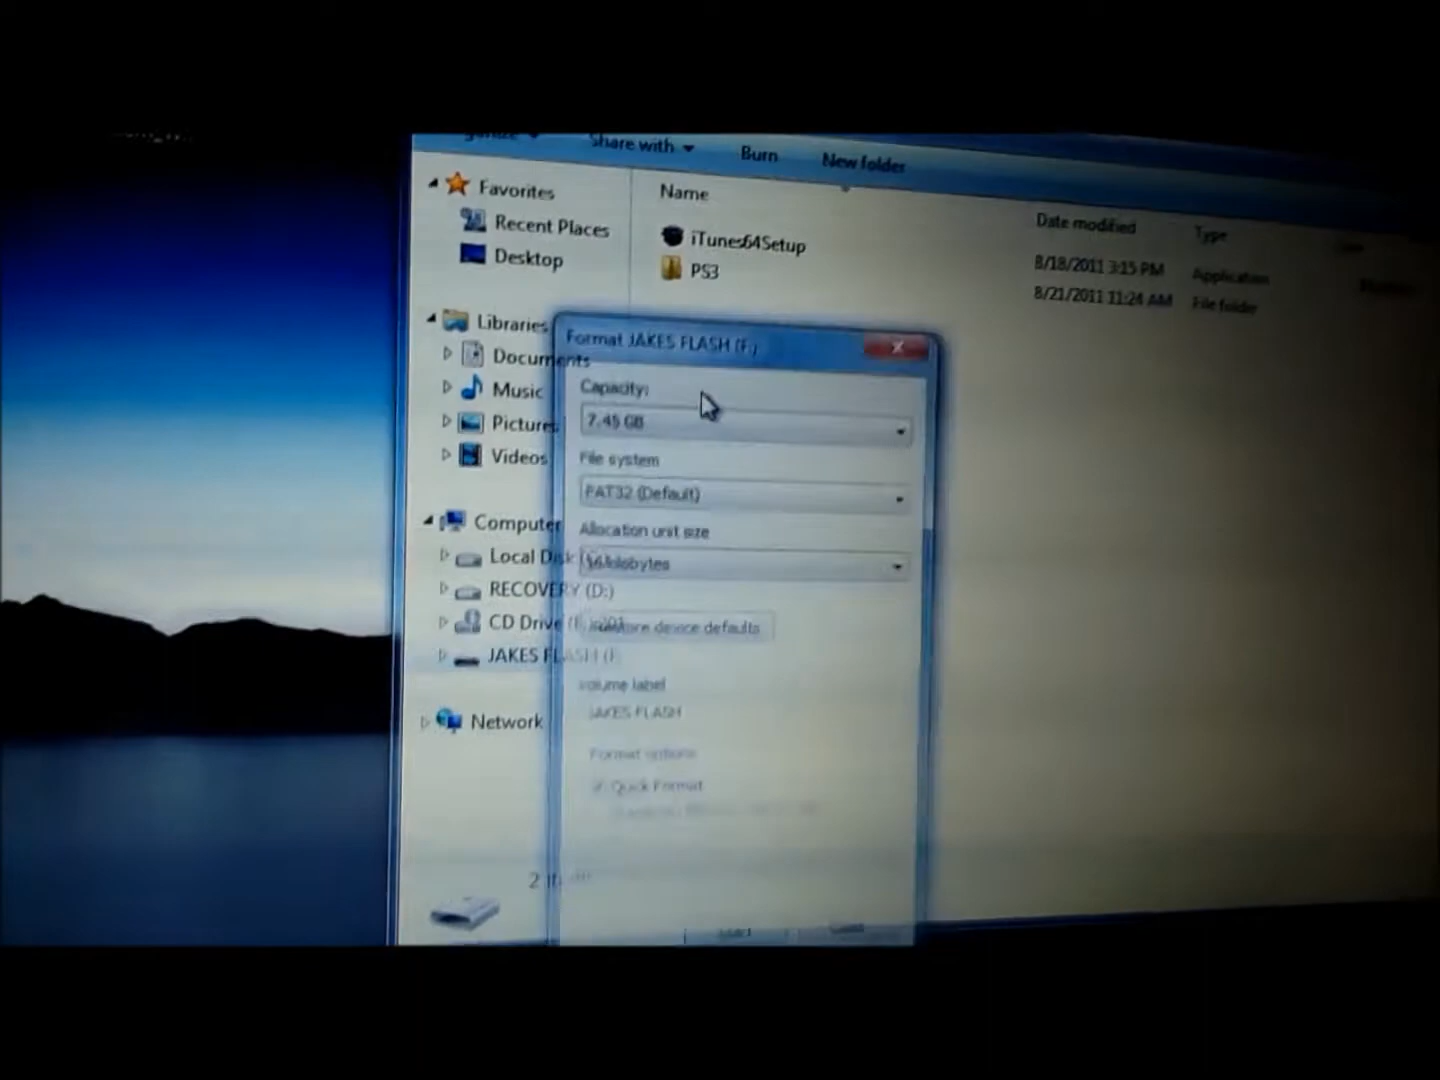 Share with
Burn
New folder
Favorites
Recent Places
Desktop
Libraries
Documents
Music
Pictures
Videos
Computer
Local Disk
RECOVERY (D:)
CD Drive
JAKES FLASH (F:)
Network
Name
Date modified
Type
iTunes64Setup
8/18/2011 3:15 PM
Application
PS3
8/21/2011 11:24 AM
File folder
Format JAKES FLASH (F:)
Capacity:
7.45 GB
File system
FAT32 (Default)
Allocation unit size
kilobytes
device defaults
Volume label
JAKES FLASH
Format options
Quick Format
Start
Close